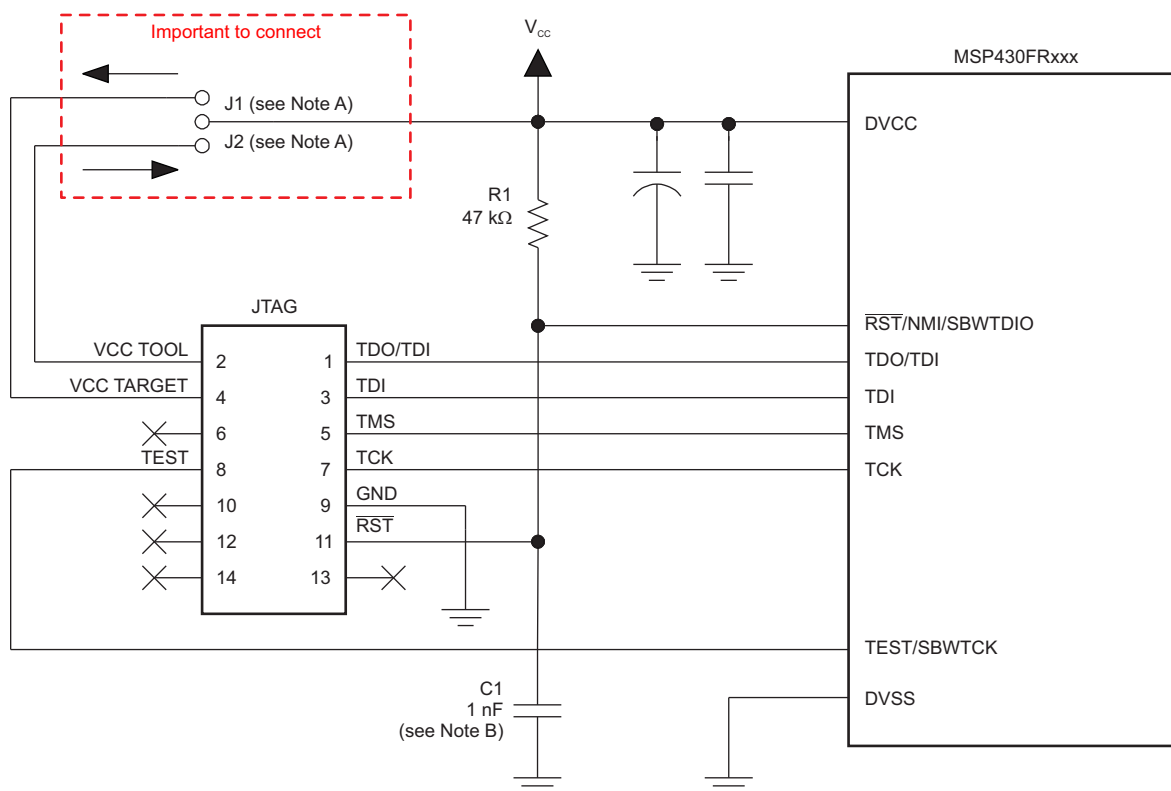 Important to connect
J1 (see Note A)
J2 (see Note A)
VCC
MSP430FRxxx
DVCC
R1
47 kΩ
JTAG
VCC TOOL
2
1
TDO/TDI
VCC TARGET
4
3
TDI
6
5
TMS
TEST
8
7
TCK
10
9
GND
12
11
RST
14
13
RST/NMI/SBWTDIO
TDO/TDI
TDI
TMS
TCK
TEST/SBWTCK
DVSS
C1
1 nF
(see Note B)